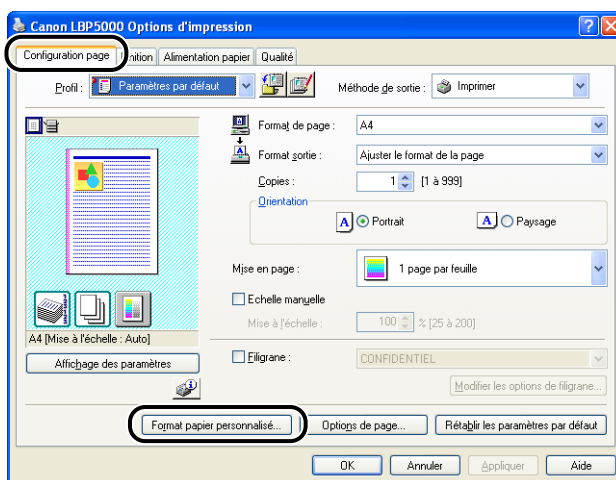 Canon LBP5000 Options d'impression
Configuration page nition Alimentation papier Qualité
Profil : Paramètres par défaut Méthode de sortie : Imprimer
Format de page : A4
Format sortie : Ajuster le format de la page
Copies : 1 [1 à 999]
Orientation
A Portrait A Paysage
Mise en page : 1 page par feuille
Echelle manuelle
Mise à l'échelle : 100 % [25 à 200]
A4 [Mise à l'échelle : Auto]
Affichage des paramètres
Filigrane : CONFIDENTIEL
Modifier les options de filigrane...
Format papier personnalisé... Options de page... Rétablir les paramètres par défaut
OK Annuler Appliquer Aide